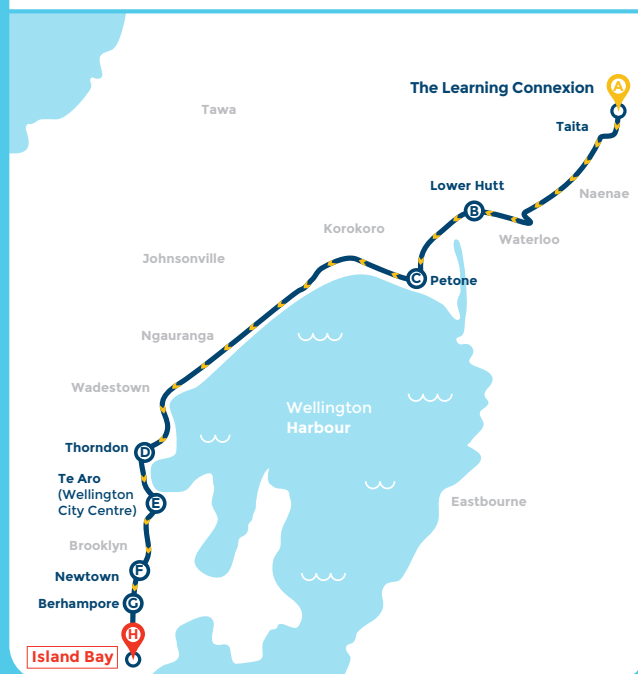 A
The Learning Connexion
Tawa
Taita
Lower Hutt
Naenae
B
Korokoro
Waterloo
Johnsonville
C
Petone
Ngauranga
Wadestown
Wellington
Harbour
Thorndon
D
Te Aro
(Wellington
City Centre)
E
Eastbourne
Brooklyn
Newtown
F
Berhampore
G
H
Island Bay